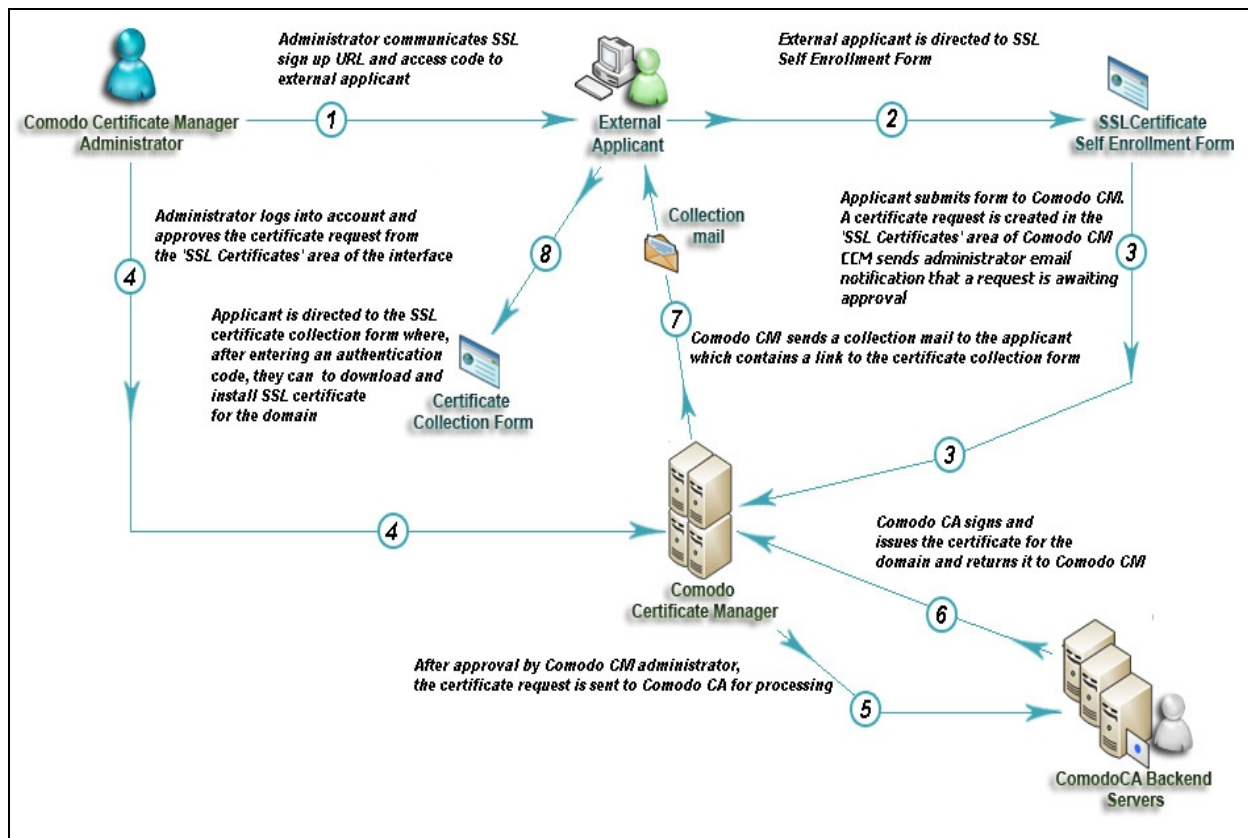 Administrator communicates SSL
sign up URL and access code to
external applicant
External applicant is directed to SSL
Self Enrollment Form
Comodo Certificate Manager
Administrator
1
External
Applicant
2
SSLCertificate
Self Enrollment Form
Administrator logs into account and
approves the certificate request from
the 'SSL Certificates' area of the interface
4
Collection
mail
Applicant submits form to Comodo CM.
A certificate request is created in the
'SSL Certificates' area of Comodo CM
CCM sends administrator email
notification that a request is awaiting
approval
3
8
Applicant is directed to the SSL
certificate collection form where,
after entering an authentication
code, they can to download and
install SSL certificate
for the domain
Certificate
Collection Form
7
Comodo CM sends a collection mail to the applicant
which contains a link to the certificate collection form
3
4
Comodo
Certificate Manager
Comodo CA signs and
issues the certificate for the
domain and returns it to Comodo CM
6
After approval by Comodo CM administrator,
the certificate request is sent to Comodo CA for processing
5
ComodoCA Backend
Servers